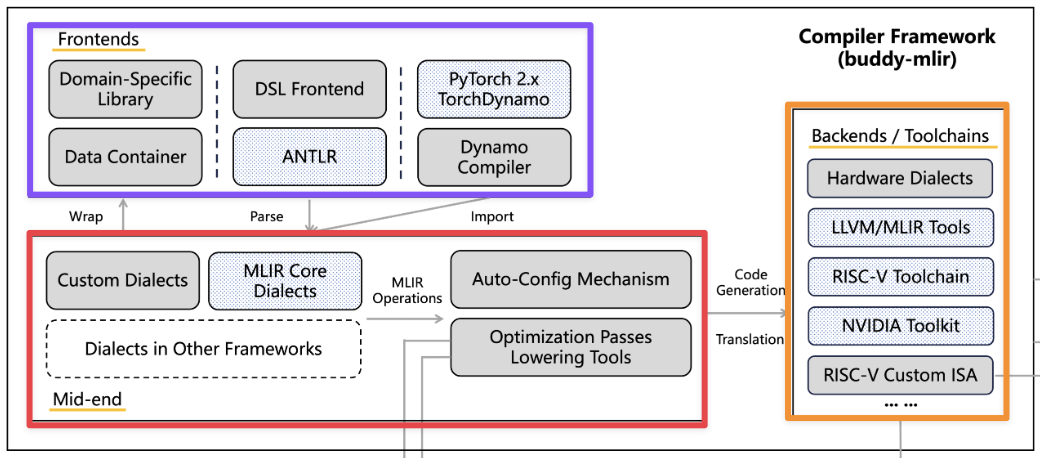 Compiler Framework
(buddy-mlir)
Frontends
Domain-Specific
Library
DSL Frontend
PyTorch 2.x
TorchDynamo
Data Container
ANTLR
Dynamo
Compiler
Wrap
Parse
Import
Custom Dialects
MLIR Core
Dialects
Dialects in Other Frameworks
Mid-end
MLIR
Operations
Auto-Config Mechanism
Optimization Passes
Lowering Tools
Code
Generation
Translation
Backends / Toolchains
Hardware Dialects
LLVM/MLIR Tools
RISC-V Toolchain
NVIDIA Toolkit
RISC-V Custom ISA
... ...